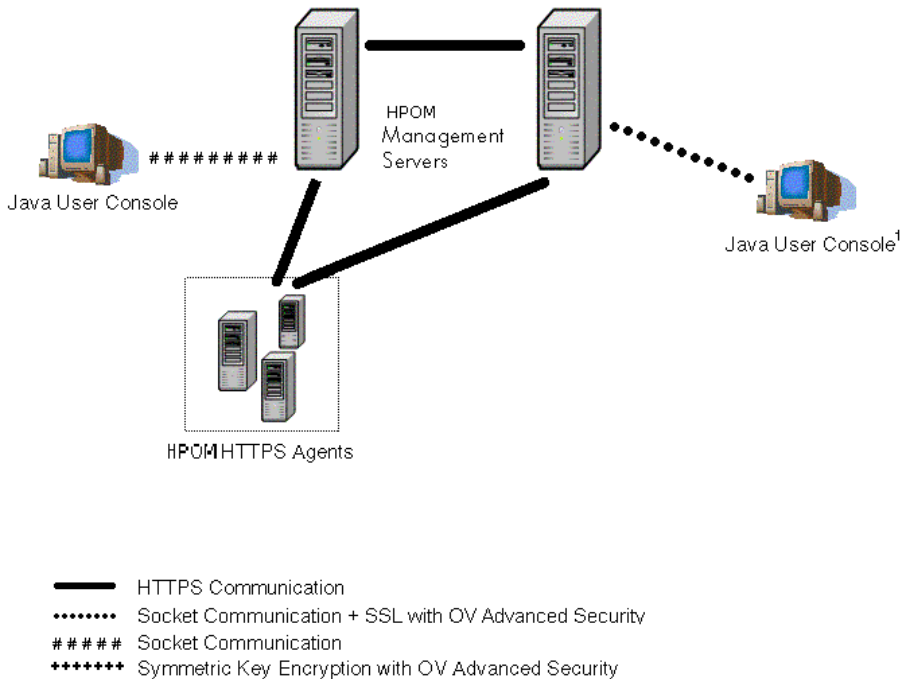 HPOM
Management
Servers
#########
Java User Console
Java User Console1
HPOM HTTPS Agents
HTTPS Communication
Socket Communication + SSL with OV Advanced Security
##### Socket Communication
+++++++ Symmetric Key Encryption with OV Advanced Security